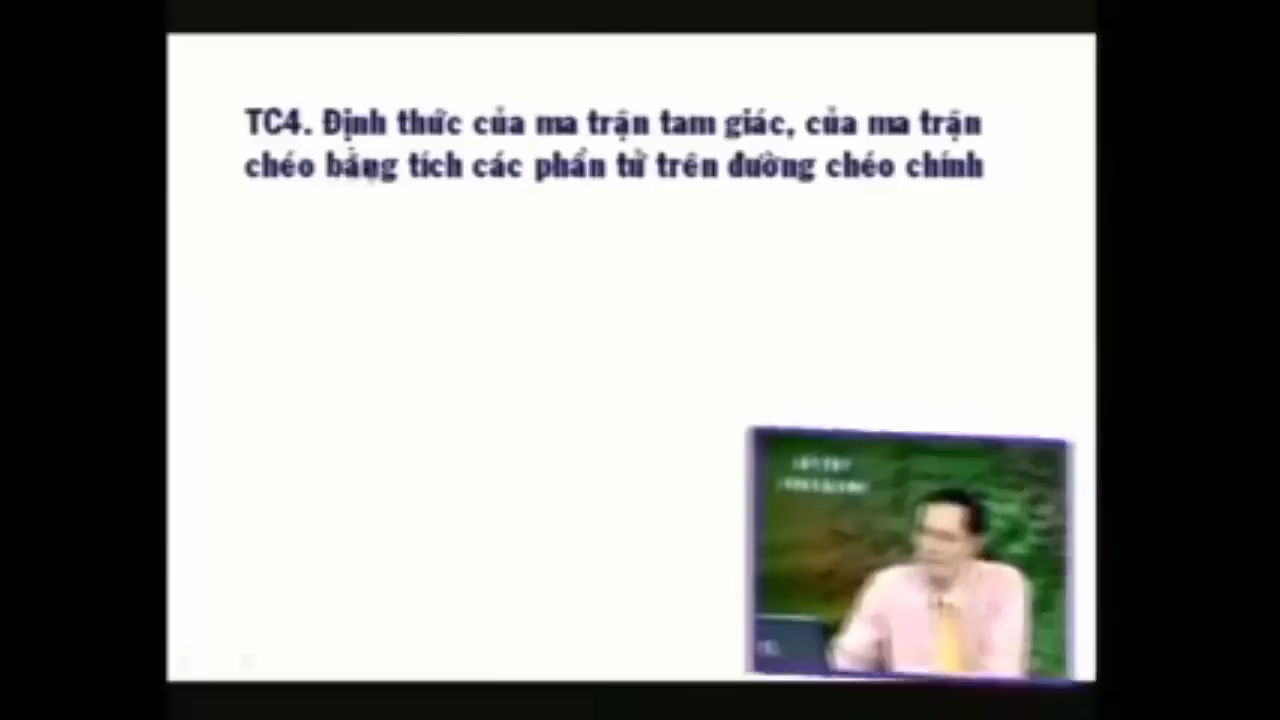 TC4. Định thức của ma trận tam giác, của ma trận
chéo bằng tích các phần tử trên đường chéo chính